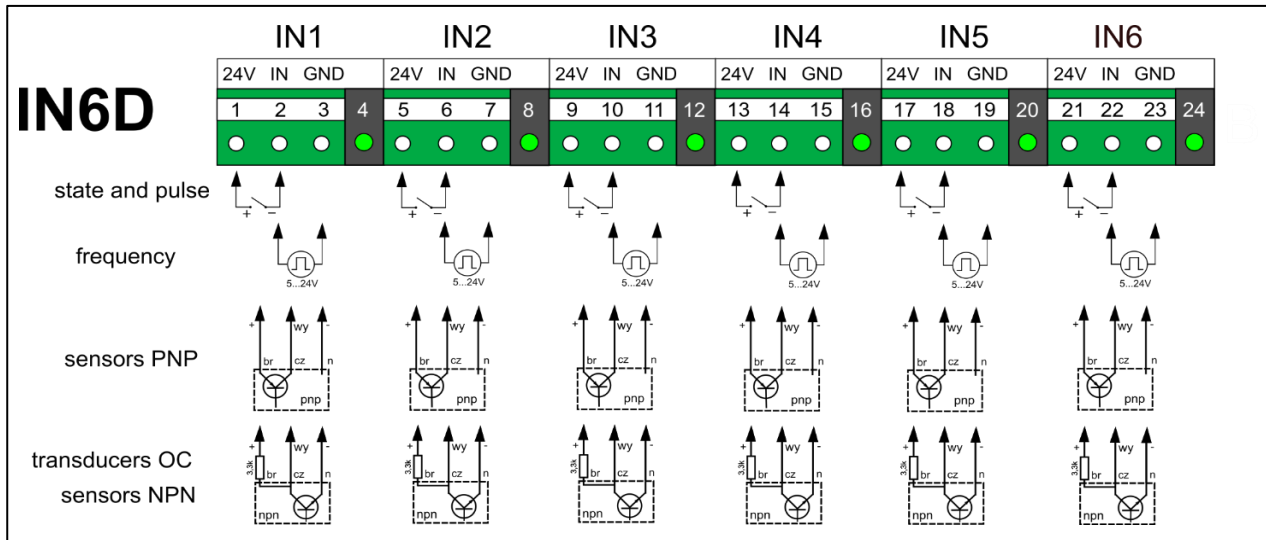 IN1 IN2 IN3 IN4 IN5 IN6
24V IN GND 24V IN GND 24V IN GND 24V IN GND 24V IN GND 24V IN GND
IN6D
1 2 3 4 5 6 7 8 9 10 11 12 13 14 15 16 17 18 19 20 21 22 23 24
state and pulse
+ – + – + – + – + – + –
frequency
5...24V 5...24V 5...24V 5...24V 5...24V 5...24V
+ wy - + wy - + wy - + wy - + wy - + wy -
sensors PNP
br cz n br cz n br cz n br cz n br cz n br cz n
pnp pnp pnp pnp pnp pnp
+ wy - + wy - + wy - + wy - + wy - + wy -
transducers OC
3,3k br cz n 3,3k br cz n 3,3k br cz n 3,3k br cz n 3,3k br cz n 3,3k br cz n
sensors NPN
npn npn npn npn npn npn